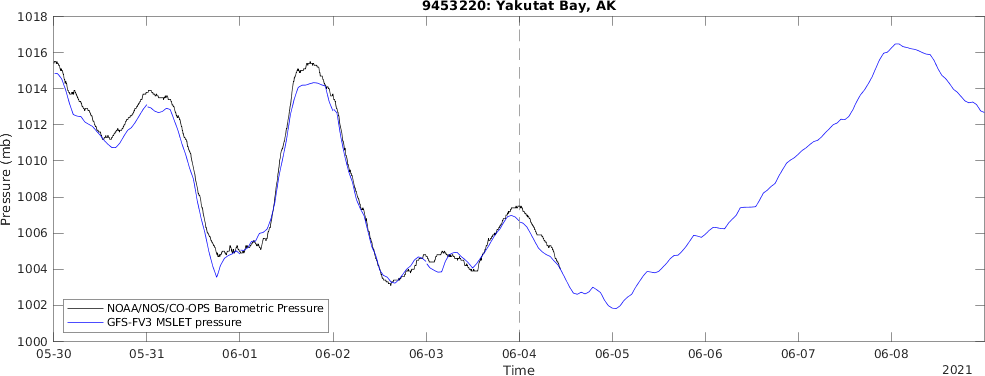 9453220: Yakutat Bay, AK
1018
1016
1014
1012
1010
1008
1006
1004
1002
1000
Pressure (mb)
NOAA/NOS/CO-OPS Barometric Pressure
GFS-FV3 MSLET pressure
05-30 05-31 06-01 06-02 06-03 06-04 06-05 06-06 06-07 06-08
Time
2021